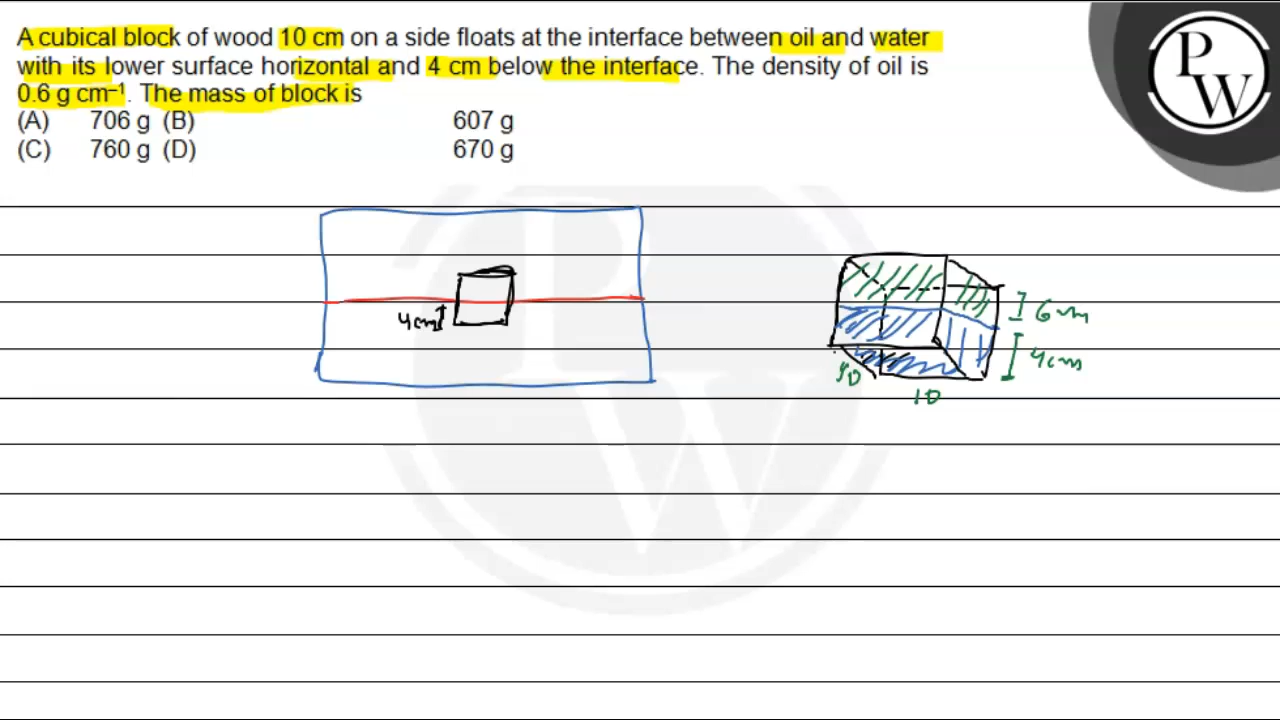 A cubical block of wood 10 cm on a side floats at the interface between oil and water
with its lower surface horizontal and 4 cm below the interface. The density of oil is
0.6 g cm⁻¹. The mass of block is
(A) 706 g (B) 607 g
(C) 760 g (D) 670 g
P
W
4cm
6cm
4cm
10
10
PW